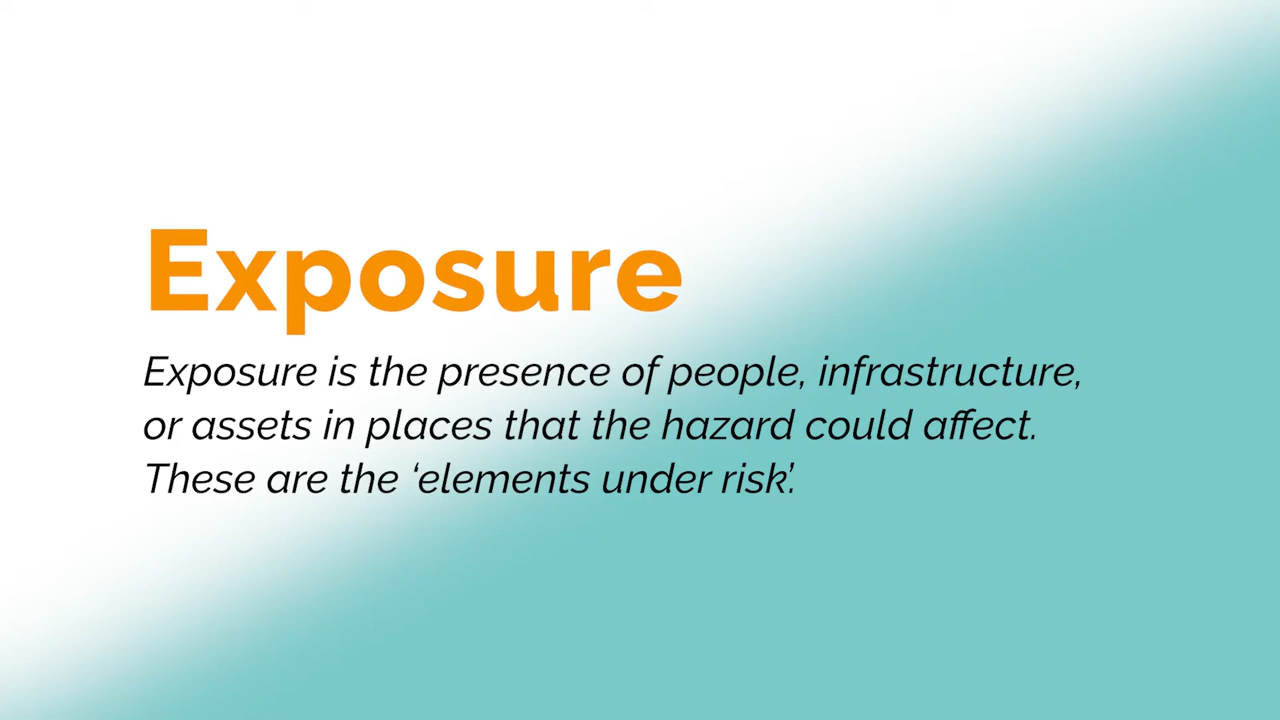 Exposure
Exposure is the presence of people, infrastructure,
or assets in places that the hazard could affect.
These are the ‘elements under risk’.